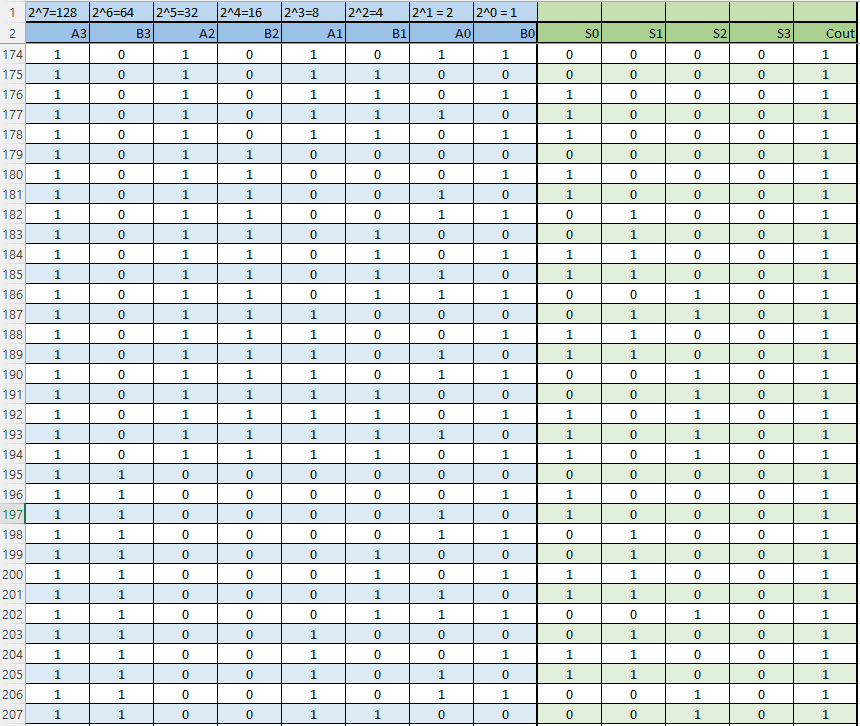 1 2^7=128 2^6=64 2^5=32 2^4=16 2^3=8 2^2=4 2^1 = 2 2^0 = 1
2 A3 B3 A2 B2 A1 B1 A0 B0 S0 S1 S2 S3 Cout
174 1 0 1 0 1 0 1 1 0 0 0 0 1
175 1 0 1 0 1 1 0 0 0 0 0 0 1
176 1 0 1 0 1 1 0 1 1 0 0 0 1
177 1 0 1 0 1 1 1 0 1 0 0 0 1
178 1 0 1 0 1 1 0 1 1 0 0 0 1
179 1 0 1 1 0 0 0 0 0 0 0 0 1
180 1 0 1 1 0 0 0 1 1 0 0 0 1
181 1 0 1 1 0 0 1 0 1 0 0 0 1
182 1 0 1 1 0 0 1 1 0 1 0 0 1
183 1 0 1 1 0 1 0 0 0 1 0 0 1
184 1 0 1 1 0 1 0 1 1 1 0 0 1
185 1 0 1 1 0 1 1 0 1 1 0 0 1
186 1 0 1 1 0 1 1 1 0 0 1 0 1
187 1 0 1 1 1 0 0 0 0 1 1 0 1
188 1 0 1 1 1 0 0 1 1 1 0 0 1
189 1 0 1 1 1 0 1 0 1 1 0 0 1
190 1 0 1 1 1 0 1 1 0 0 1 0 1
191 1 0 1 1 1 1 0 0 0 0 1 0 1
192 1 0 1 1 1 1 0 1 1 0 1 0 1
193 1 0 1 1 1 1 1 0 1 0 1 0 1
194 1 0 1 1 1 1 0 1 1 0 1 0 1
195 1 1 0 0 0 0 0 0 0 0 0 0 1
196 1 1 0 0 0 0 0 1 1 0 0 0 1
197 1 1 0 0 0 0 1 0 1 0 0 0 1
198 1 1 0 0 0 0 1 1 0 1 0 0 1
199 1 1 0 0 0 1 0 0 0 1 0 0 1
200 1 1 0 0 0 1 0 1 1 1 0 0 1
201 1 1 0 0 0 1 1 0 1 1 0 0 1
202 1 1 0 0 0 1 1 1 0 0 1 0 1
203 1 1 0 0 1 0 0 0 0 1 0 0 1
204 1 1 0 0 1 0 0 1 1 1 0 0 1
205 1 1 0 0 1 0 1 0 1 1 0 0 1
206 1 1 0 0 1 0 1 1 0 0 1 0 1
207 1 1 0 0 1 1 0 0 0 0 1 0 1